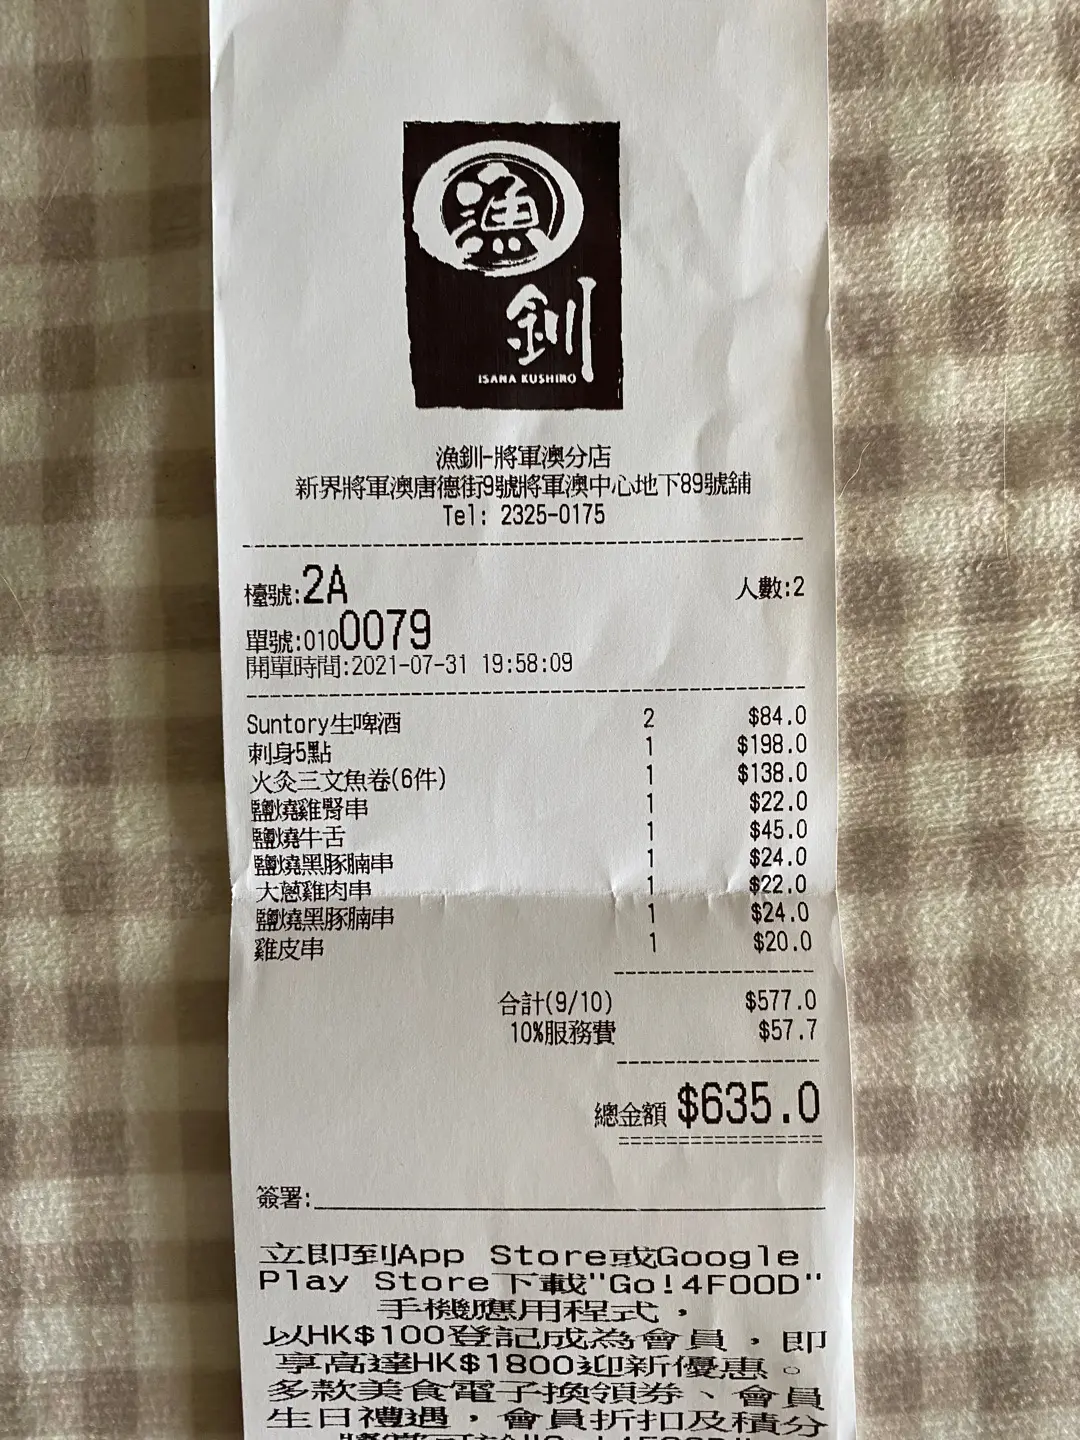 漁
釧
ISANA KUSHIRO
漁釧-將軍澳分店
新界將軍澳唐德街9號將軍澳中心地下89號舖
Tel: 2325-0175
檯號:2A 人數:2
單號:0100079
開單時間:2021-07-31 19:58:09
Suntory生啤酒 2 $84.0
刺身5點 1 $198.0
火灸三文魚卷(6件) 1 $138.0
鹽燒雞腎串 1 $22.0
鹽燒牛舌 1 $45.0
鹽燒黑豚腩串 1 $24.0
大蔥雞肉串 1 $22.0
鹽燒黑豚腩串 1 $24.0
雞皮串 1 $20.0
合計(9/10) $577.0
10%服務費 $57.7
總金額 $635.0
簽署:
立即到App Store或Google
Play Store下載"Go!4FOOD"
手機應用程式，
以HK$100登記成為會員，即
享高達HK$1800迎新優惠。
多款美食電子換領券、會員
生日禮遇，會員折扣及積分